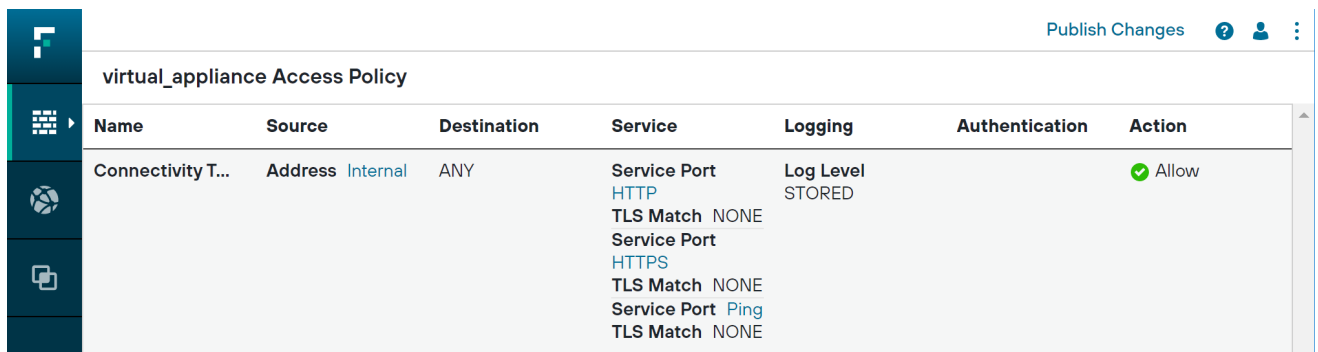 Publish Changes
virtual_appliance Access Policy
Name Source Destination Service Logging Authentication Action
Connectivity T... Address Internal ANY Service Port Log Level Allow
HTTP STORED
TLS Match NONE
Service Port
HTTPS
TLS Match NONE
Service Port Ping
TLS Match NONE